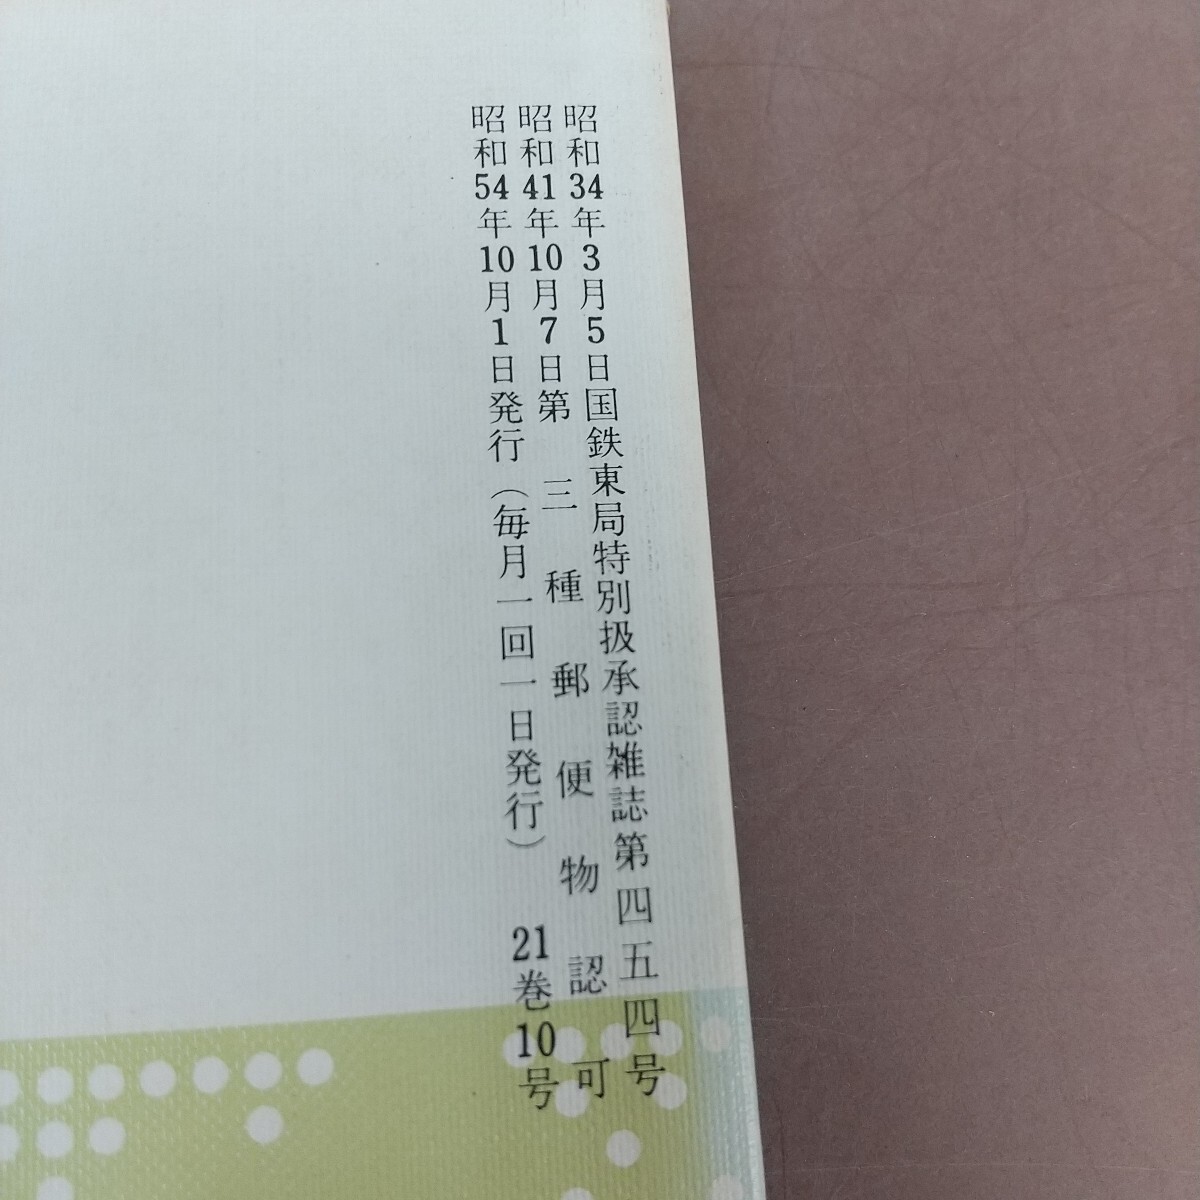 昭和34年3月5日国鉄東局特別扱承認雑誌第四五四号
昭和41年10月7日第三種郵便物認可
昭和54年10月1日発行（毎月一回一日発行） 21巻10号